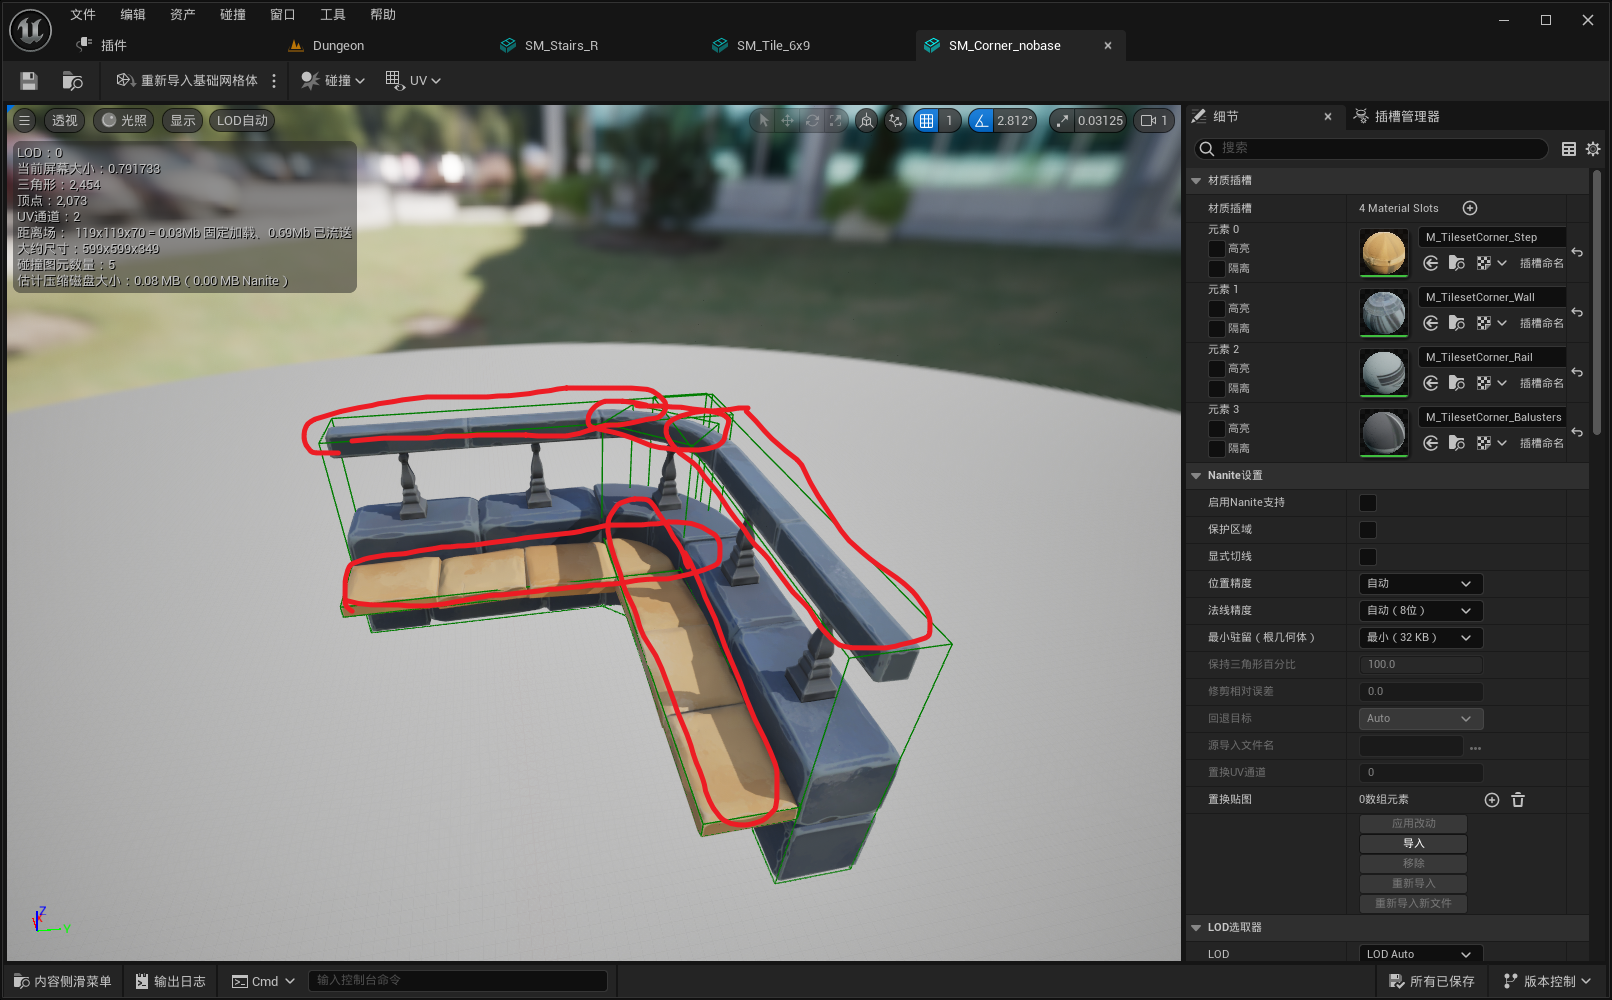 文件 编辑 资产 碰撞 窗口 工具 帮助
插件 Dungeon SM_Stairs_R SM_Tile_6x9 SM_Corner_nobase
重新导入基础网格体 碰撞 UV
透视 光照 显示 LOD自动 1 2.812° 0.03125 1
LOD：0
当前屏幕大小：0.791733
三角形：2,454
顶点：2,073
UV通道：2
距离场： 119x119x70 = 0.03Mb 固定加载、0.69Mb 已流送
大约尺寸：599x599x349
碰撞图元数量：5
估计压缩磁盘大小：0.08 MB（0.00 MB Nanite）
Z
X
Y
细节 插槽管理器
搜索
材质插槽
材质插槽 4 Material Slots
元素 0 M_TilesetCorner_Step
高亮
隔离 插槽命名
元素 1 M_TilesetCorner_Wall
高亮
隔离 插槽命名
元素 2 M_TilesetCorner_Rail
高亮
隔离 插槽命名
元素 3 M_TilesetCorner_Balusters
高亮
隔离 插槽命名
Nanite设置
启用Nanite支持
保护区域
显式切线
位置精度 自动
法线精度 自动（8位）
最小驻留（根几何体） 最小（32 KB）
保持三角形百分比 100.0
修剪相对误差 0.0
回退目标 Auto
源导入文件名 ...
置换UV通道 0
置换贴图 0数组元素
应用改动
导入
移除
重新导入
重新导入新文件
LOD选取器
LOD LOD Auto
内容侧滑菜单 输出日志 Cmd 输入控制台命令 所有已保存 版本控制